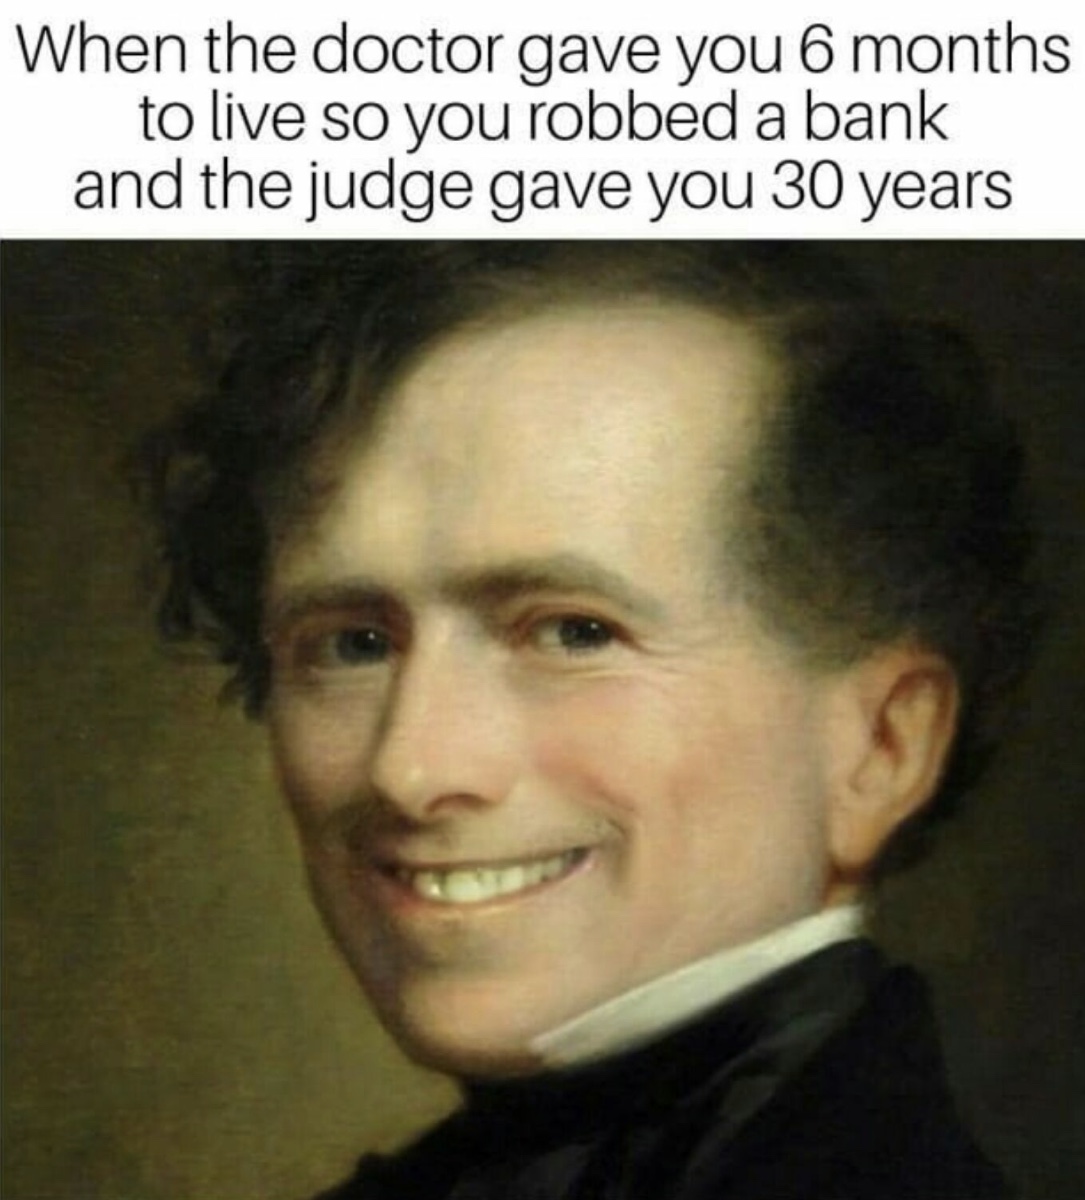 When the doctor gave you 6 months
to live so you robbed a bank
and the judge gave you 30 years